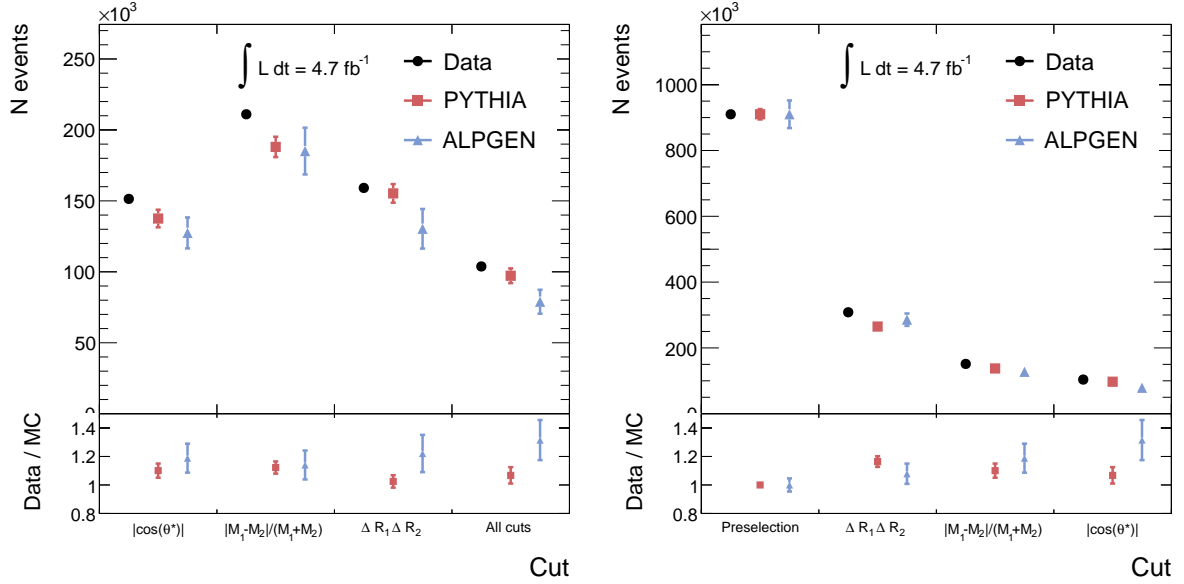 ×10³
N events
250
200
150
100
50
0
∫ L dt = 4.7 fb⁻¹
Data
PYTHIA
ALPGEN
Data / MC
1.4
1.2
1
0.8
|cos(θ*)|
|M₁-M₂|/(M₁+M₂)
Δ R₁ Δ R₂
All cuts
Cut
×10³
N events
1000
800
600
400
200
0
∫ L dt = 4.7 fb⁻¹
Data
PYTHIA
ALPGEN
Data / MC
1.4
1.2
1
0.8
Preselection
Δ R₁ Δ R₂
|M₁-M₂|/(M₁+M₂)
|cos(θ*)|
Cut